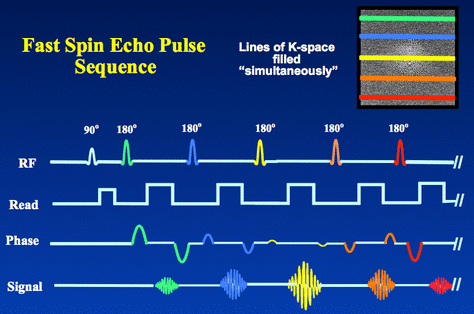 Fast Spin Echo Pulse
Sequence
Lines of K-space
filled
“simultaneously”
90° 180° 180° 180° 180° 180°
RF
Read
Phase
Signal